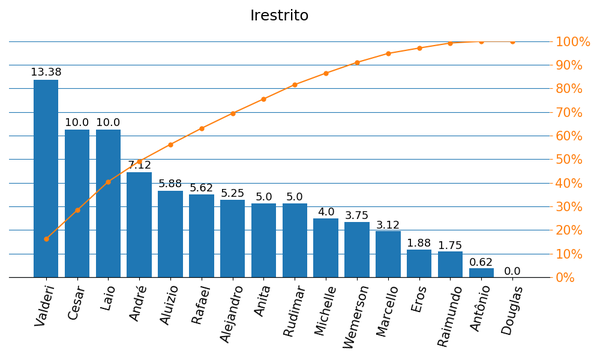 Irestrito
100%
90%
80%
70%
60%
50%
40%
30%
20%
10%
0%
13.38
10.0
10.0
7.12
5.88
5.62
5.25
5.0
5.0
4.0
3.75
3.12
1.88
1.75
0.62
0.0
Valderi
Cesar
Laio
André
Aluizio
Rafael
Alejandro
Anita
Rudimar
Michelle
Wemerson
Marcello
Eros
Raimundo
Antônio
Douglas